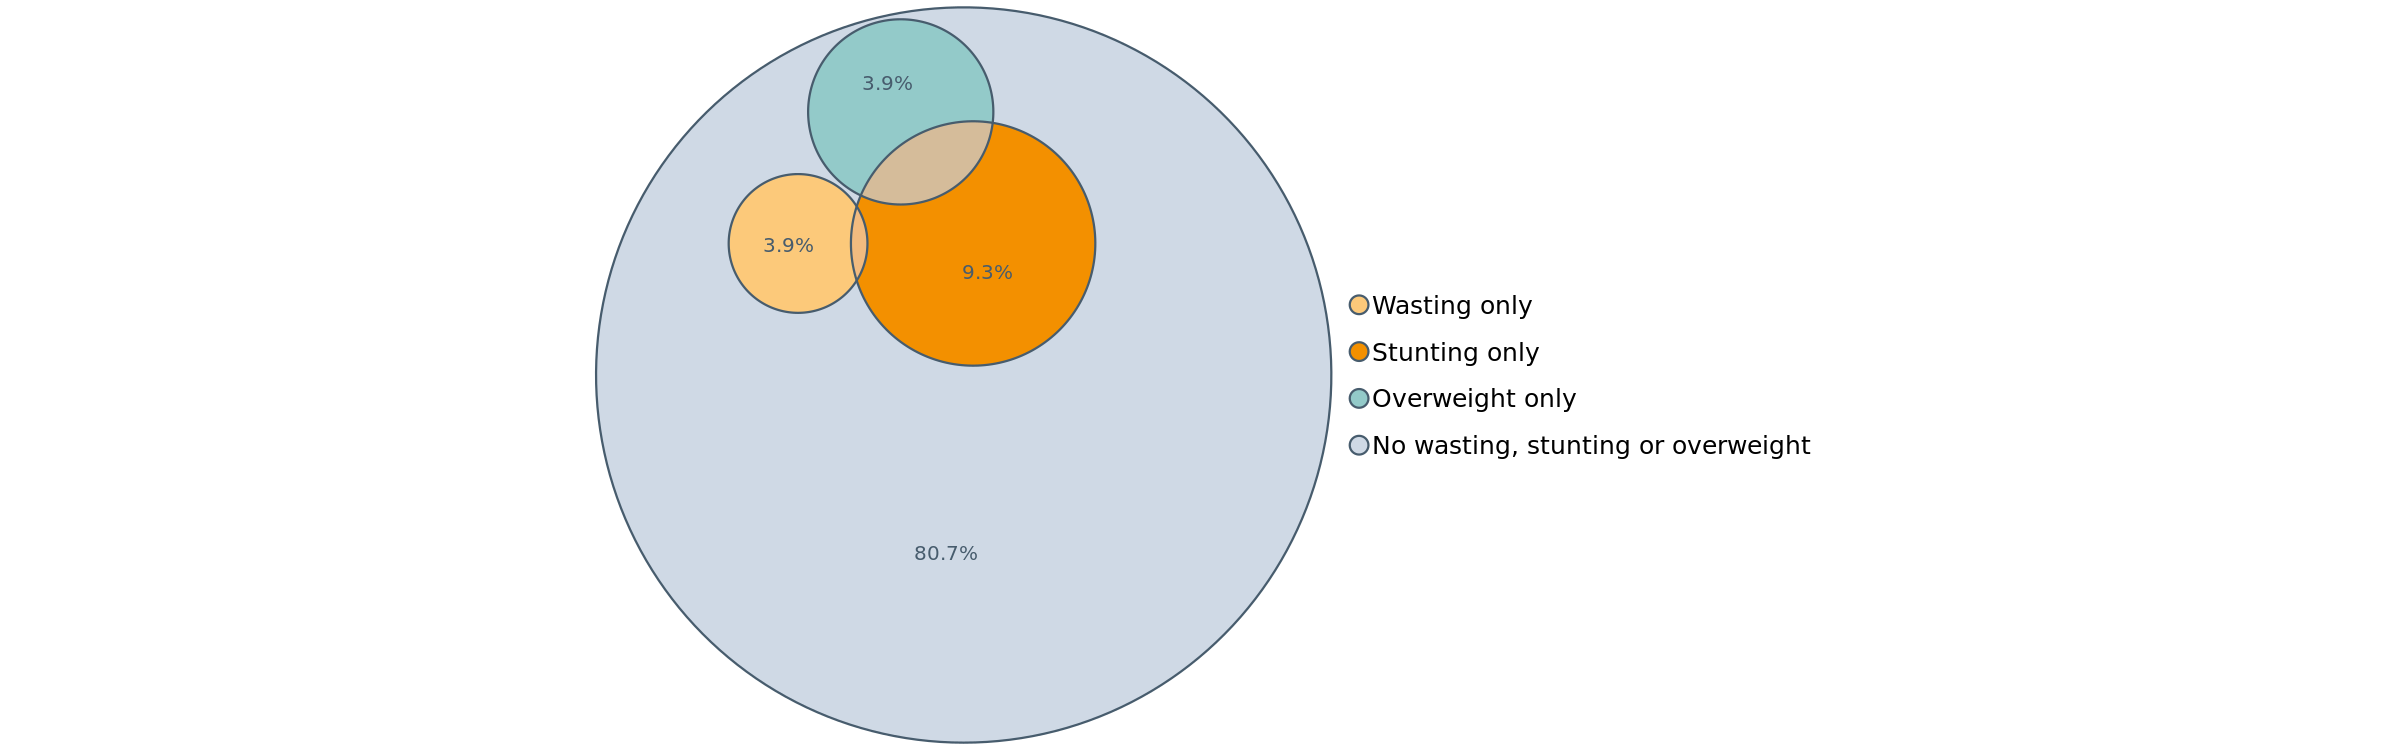 3.9%
3.9%
9.3%
80.7%
Wasting only
Stunting only
Overweight only
No wasting, stunting or overweight